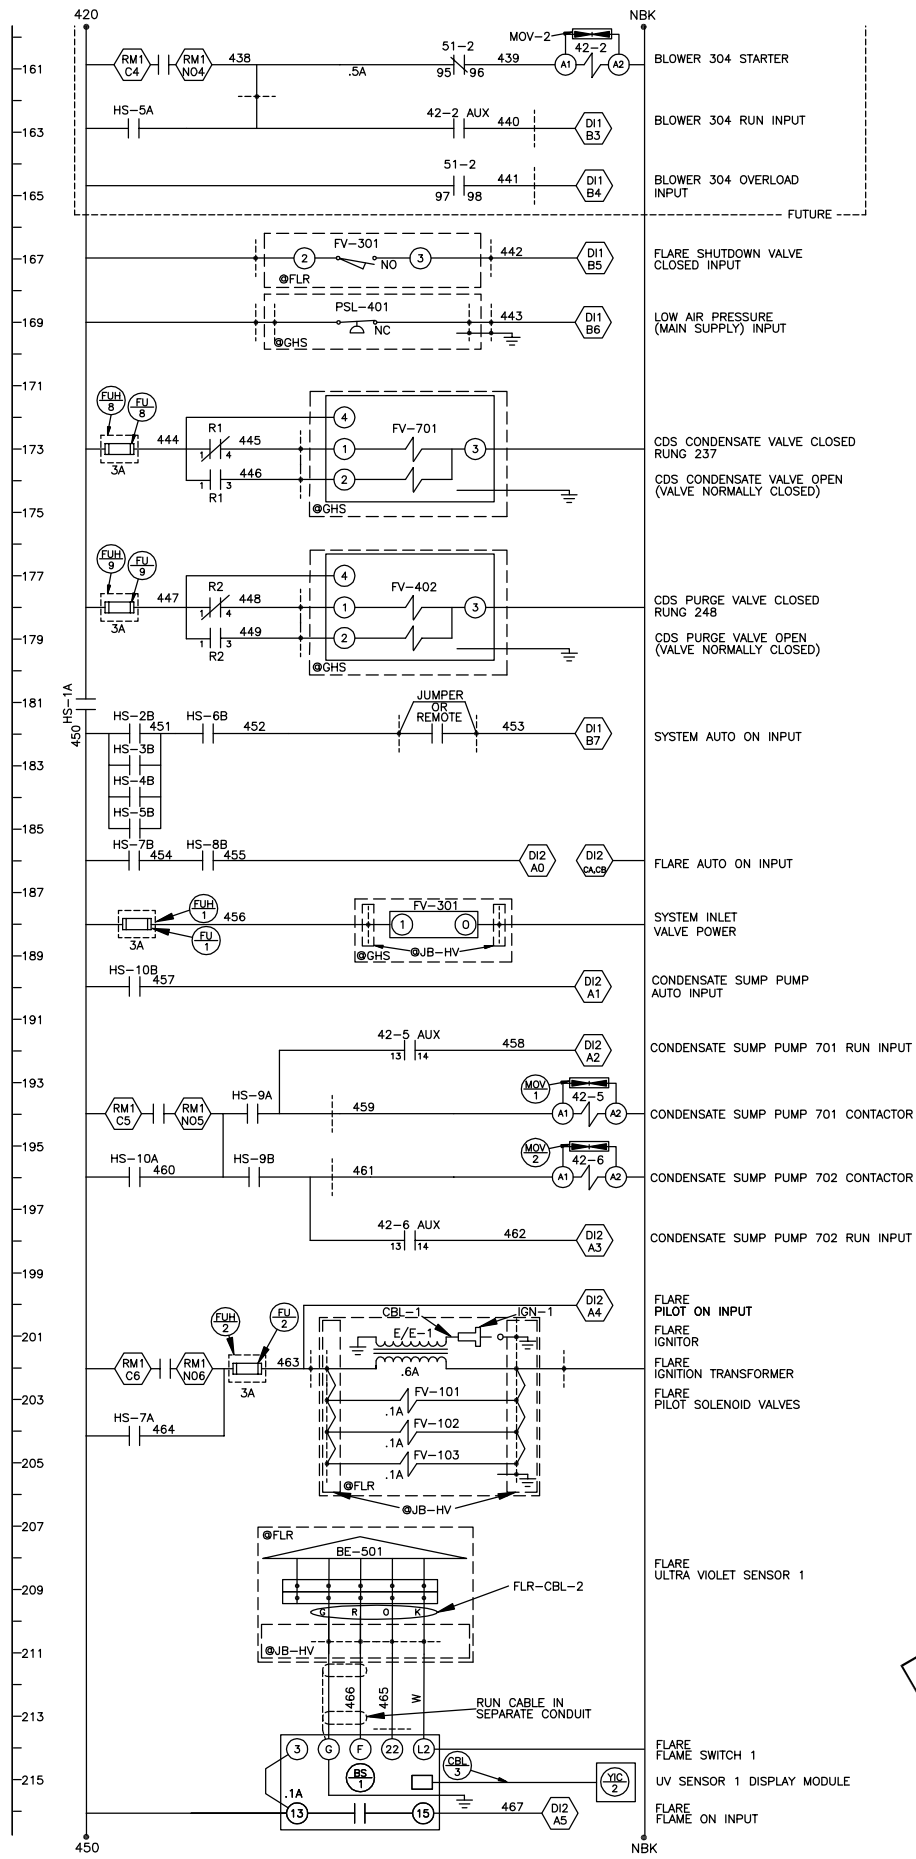 420
NBK
MOV-2
51-2
42-2
161
RM1 C4
RM1 NO4
438
.5A
95
96
439
A1
A2
BLOWER 304 STARTER
HS-5A
42-2 AUX
163
440
DI1 B3
BLOWER 304 RUN INPUT
51-2
165
97
98
441
DI1 B4
BLOWER 304 OVERLOAD
INPUT
FUTURE
167
FV-301
2
NO
3
@FLR
442
DI1 B5
FLARE SHUTDOWN VALVE
CLOSED INPUT
169
PSL-401
NC
@GHS
443
DI1 B6
LOW AIR PRESSURE
(MAIN SUPPLY) INPUT
171
FUH 8
FU 8
4
173
3A
444
R1
1
4
445
1
FV-701
3
CDS CONDENSATE VALVE CLOSED
RUNG 237
1
3
R1
446
2
CDS CONDENSATE VALVE OPEN
(VALVE NORMALLY CLOSED)
175
@GHS
177
FUH 9
FU 9
4
3A
447
R2
1
4
448
1
FV-402
3
CDS PURGE VALVE CLOSED
RUNG 248
179
1
3
R2
449
2
CDS PURGE VALVE OPEN
(VALVE NORMALLY CLOSED)
@GHS
181
HS-1A
450
HS-2B
451
HS-6B
452
JUMPER
OR
REMOTE
453
DI1 B7
SYSTEM AUTO ON INPUT
183
HS-3B
HS-4B
185
HS-5B
HS-7B
454
HS-8B
455
DI2 A0
DI2 CA,CB
FLARE AUTO ON INPUT
187
FUH 1
FU 1
3A
456
FV-301
1
0
@JB-HV
@GHS
SYSTEM INLET
VALVE POWER
189
HS-10B
457
DI2 A1
CONDENSATE SUMP PUMP
AUTO INPUT
191
42-5 AUX
13
14
458
DI2 A2
CONDENSATE SUMP PUMP 701 RUN INPUT
193
RM1 C5
RM1 NO5
HS-9A
459
MOV 1
42-5
A1
A2
CONDENSATE SUMP PUMP 701 CONTACTOR
195
HS-10A
460
HS-9B
461
MOV 2
42-6
A1
A2
CONDENSATE SUMP PUMP 702 CONTACTOR
197
42-6 AUX
13
14
462
DI2 A3
CONDENSATE SUMP PUMP 702 RUN INPUT
199
DI2 A4
FLARE
PILOT ON INPUT
201
FUH 2
FU 2
CBL-1
IGN-1
E/E-1
FLARE
IGNITOR
RM1 C6
RM1 NO6
3A
463
.6A
FLARE
IGNITION TRANSFORMER
203
FV-101
.1A
FLARE
PILOT SOLENOID VALVES
HS-7A
464
FV-102
.1A
205
FV-103
.1A
@FLR
@JB-HV
207
@FLR
BE-501
FLARE
ULTRA VIOLET SENSOR 1
209
FLR-CBL-2
G
R
O
K
211
@JB-HV
466
465
W
213
RUN CABLE IN
SEPARATE CONDUIT
3
G
F
22
L2
FLARE
FLAME SWITCH 1
215
BS 1
CBL 3
YIC 2
UV SENSOR 1 DISPLAY MODULE
.1A
13
15
467
DI2 A5
FLARE
FLAME ON INPUT
450
NBK